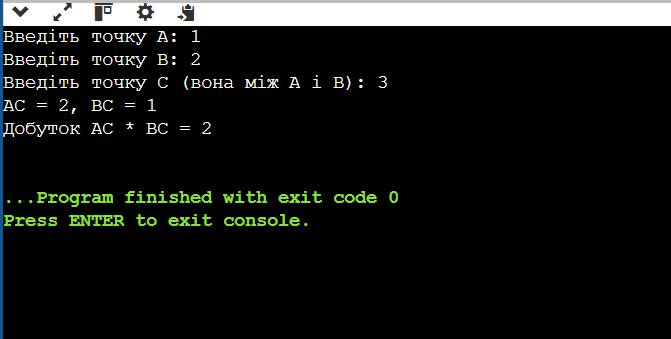 Введіть точку A: 1
Введіть точку B: 2
Введіть точку C (вона між A і B): 3
AC = 2, BC = 1
Добуток AC * BC = 2
...Program finished with exit code 0
Press ENTER to exit console.